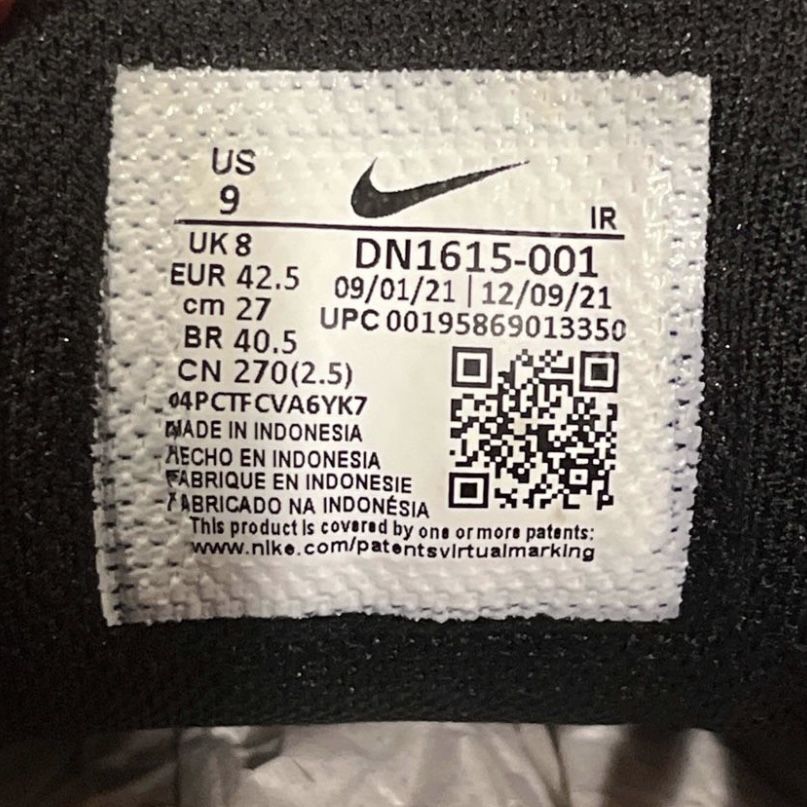 US
9
IR
UK 8
EUR 42.5
cm 27
BR 40.5
CN 270(2.5)
DN1615-001
09/01/21 | 12/09/21
UPC 00195869013350
04PCTFCVA6YK7
MADE IN INDONESIA
HECHO EN INDONESIA
FABRIQUE EN INDONESIE
FABRICADO NA INDONÉSIA
This product is covered by one or more patents:
www.nike.com/patentsvirtualmarking